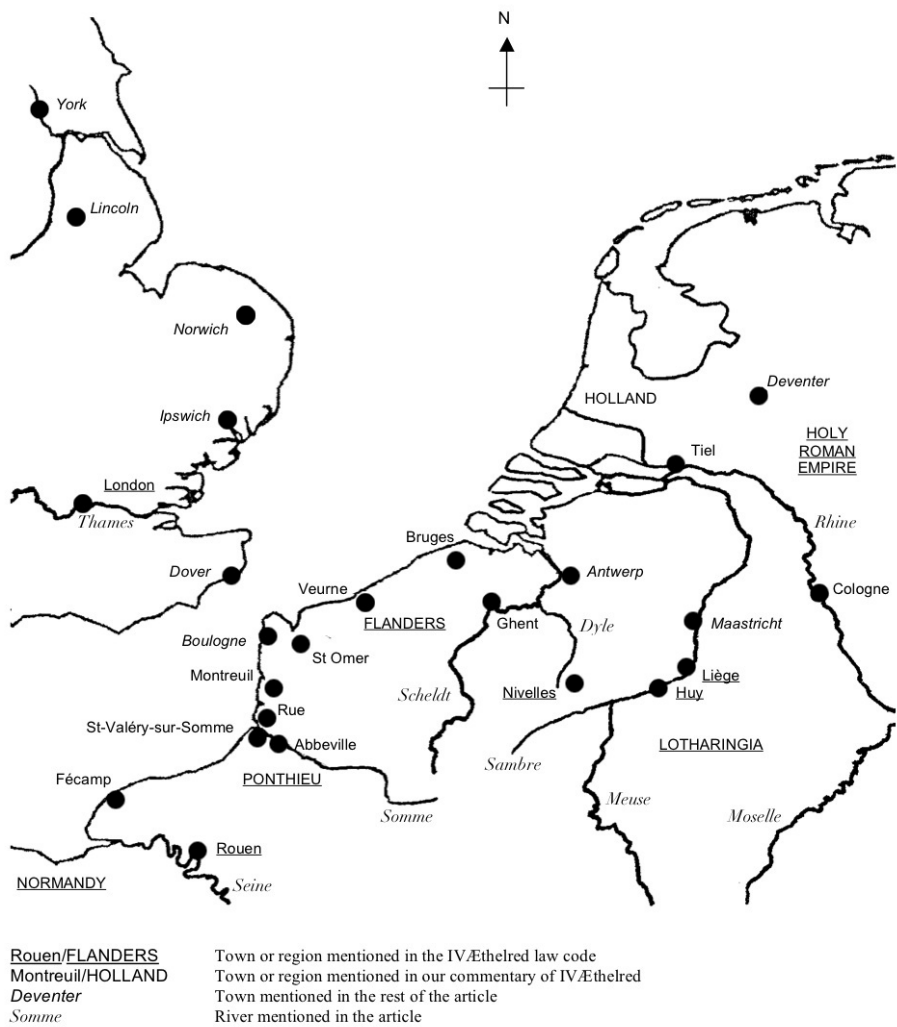 N
York
Lincoln
Norwich
Ipswich
London
Thames
Dover
HOLLAND
Deventer
HOLY
ROMAN
EMPIRE
Tiel
Rhine
Bruges
Antwerp
Veurne
FLANDERS
Ghent
Dyle
Cologne
Maastricht
Boulogne
St Omer
Montreuil
Scheldt
Nivelles
Liège
Huy
Rue
St-Valéry-sur-Somme
Abbeville
PONTHIEU
Sambre
LOTHARINGIA
Fécamp
Somme
Meuse
Moselle
Rouen
NORMANDY
Seine
Rouen/FLANDERS Town or region mentioned in the IVÆthelred law code
Montreuil/HOLLAND Town or region mentioned in our commentary of IVÆthelred
Deventer Town mentioned in the rest of the article
Somme River mentioned in the article